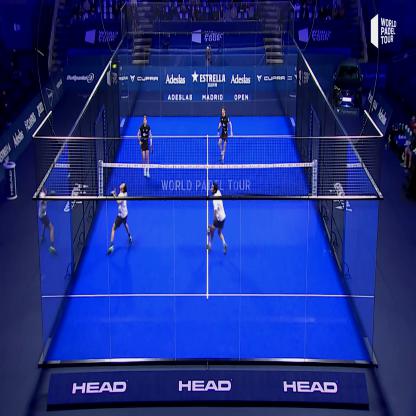 WORLD
PADEL
TOUR
CUPRA
Adeslas
ESTRELLA
Adeslas
CUPRA
ADESLAS MADRID OPEN
WORLD PADEL TOUR
HEAD
HEAD
HEAD